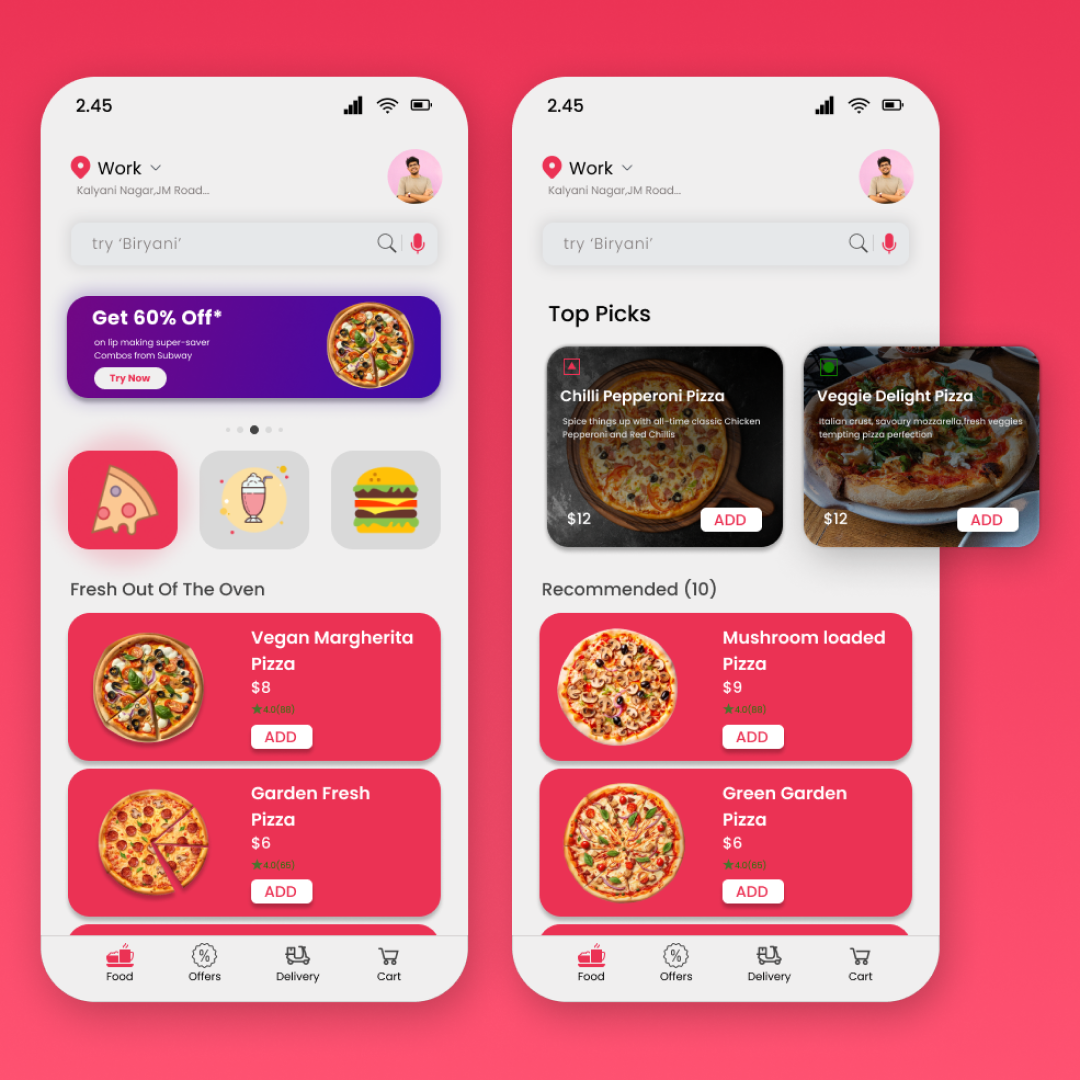 2.45
Work
Kalyani Nagar,JM Road...
try ‘Biryani’
Get 60% Off*
on lip making super-saver
Combos from Subway
Try Now
Fresh Out Of The Oven
Vegan Margherita
Pizza
$8
★4.0(88)
ADD
Garden Fresh
Pizza
$6
★4.0(66)
ADD
Food
Offers
Delivery
Cart
2.45
Work
Kalyani Nagar,JM Road...
try ‘Biryani’
Top Picks
Chilli Pepperoni Pizza
Spice things up with all-time classic Chicken
Pepperoni and Red Chillis
$12
ADD
Veggie Delight Pizza
Italian crust, savoury mozzarella,fresh veggies
tempting pizza perfection
$12
ADD
Recommended (10)
Mushroom loaded
Pizza
$9
★4.0(88)
ADD
Green Garden
Pizza
$6
★4.0(66)
ADD
Food
Offers
Delivery
Cart